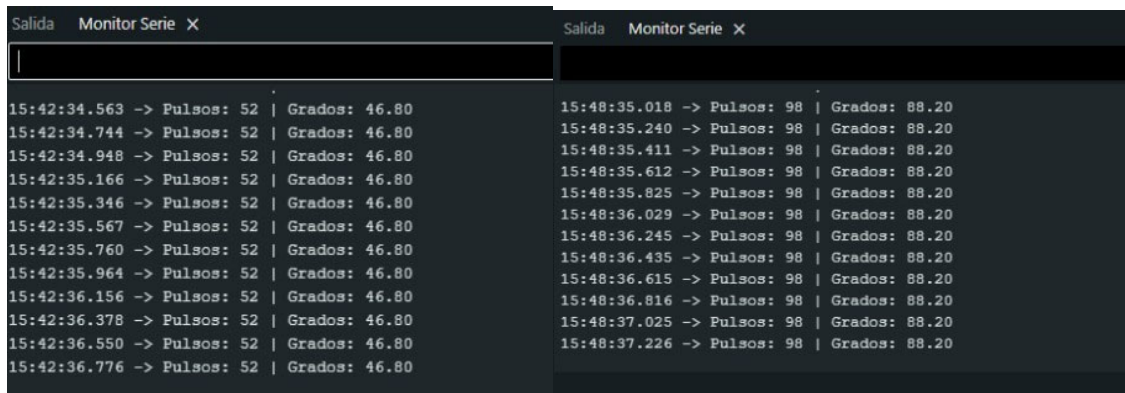 Salida Monitor Serie ×
15:42:34.563 -> Pulsos: 52 | Grados: 46.80
15:42:34.744 -> Pulsos: 52 | Grados: 46.80
15:42:34.948 -> Pulsos: 52 | Grados: 46.80
15:42:35.166 -> Pulsos: 52 | Grados: 46.80
15:42:35.346 -> Pulsos: 52 | Grados: 46.80
15:42:35.567 -> Pulsos: 52 | Grados: 46.80
15:42:35.760 -> Pulsos: 52 | Grados: 46.80
15:42:35.964 -> Pulsos: 52 | Grados: 46.80
15:42:36.156 -> Pulsos: 52 | Grados: 46.80
15:42:36.378 -> Pulsos: 52 | Grados: 46.80
15:42:36.550 -> Pulsos: 52 | Grados: 46.80
15:42:36.776 -> Pulsos: 52 | Grados: 46.80
Salida Monitor Serie ×
15:48:35.018 -> Pulsos: 98 | Grados: 88.20
15:48:35.240 -> Pulsos: 98 | Grados: 88.20
15:48:35.411 -> Pulsos: 98 | Grados: 88.20
15:48:35.612 -> Pulsos: 98 | Grados: 88.20
15:48:35.825 -> Pulsos: 98 | Grados: 88.20
15:48:36.029 -> Pulsos: 98 | Grados: 88.20
15:48:36.245 -> Pulsos: 98 | Grados: 88.20
15:48:36.435 -> Pulsos: 98 | Grados: 88.20
15:48:36.615 -> Pulsos: 98 | Grados: 88.20
15:48:36.816 -> Pulsos: 98 | Grados: 88.20
15:48:37.025 -> Pulsos: 98 | Grados: 88.20
15:48:37.226 -> Pulsos: 98 | Grados: 88.20